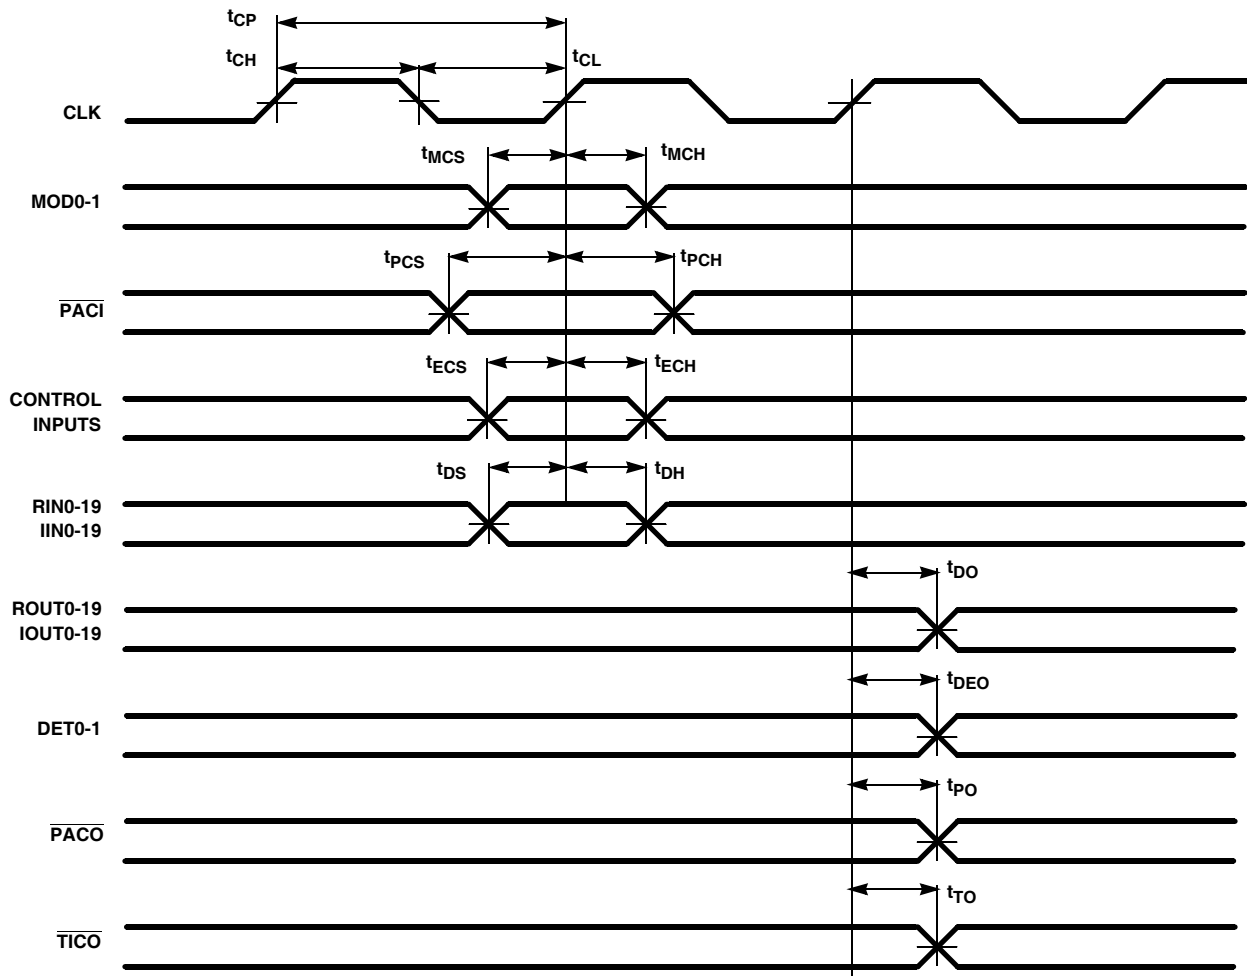 tCP
tCH
tCL
CLK
tMCS
tMCH
MOD0-1
tPCS
tPCH
PACI
tECS
tECH
CONTROL
INPUTS
tDS
tDH
RIN0-19
IIN0-19
tDO
ROUT0-19
IOUT0-19
tDEO
DET0-1
tPO
PACO
tTO
TICO